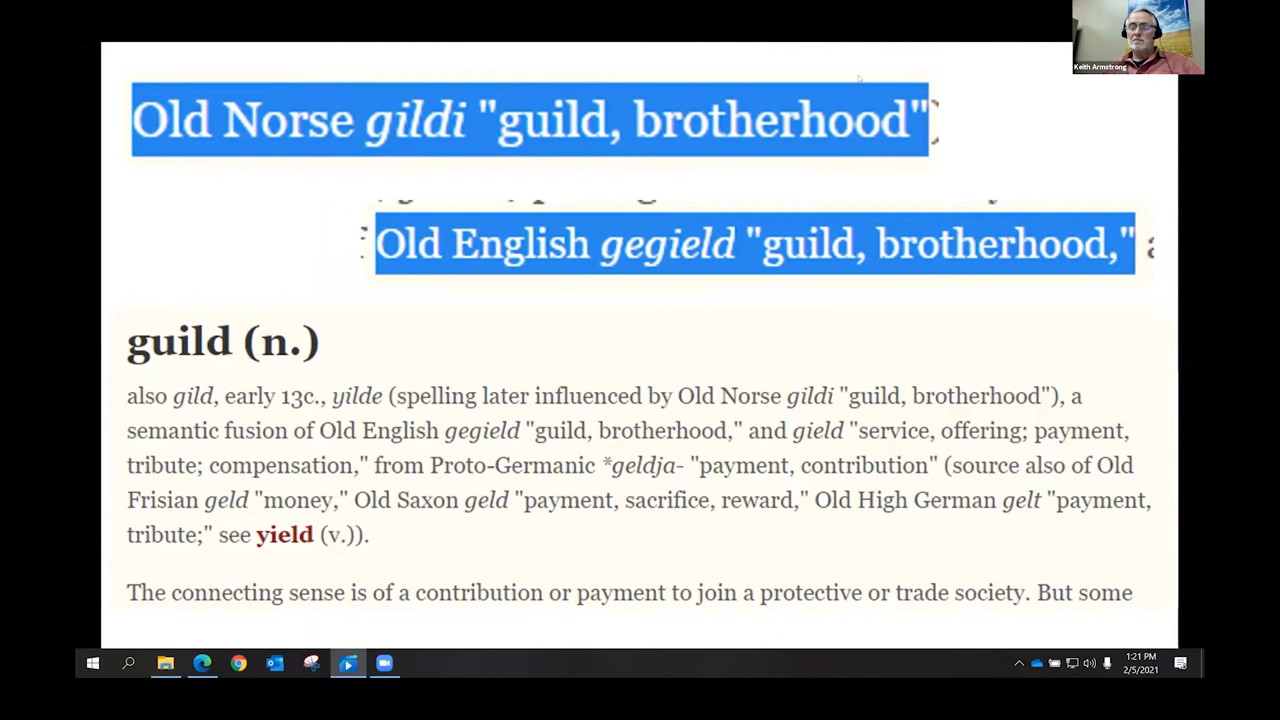 Keith Armstrong
Old Norse gildi "guild, brotherhood")
Old English gegield "guild, brotherhood,"
guild (n.)
also gild, early 13c., yilde (spelling later influenced by Old Norse gildi "guild, brotherhood"), a
semantic fusion of Old English gegield "guild, brotherhood," and gield "service, offering; payment,
tribute; compensation," from Proto-Germanic *geldja- "payment, contribution" (source also of Old
Frisian geld "money," Old Saxon geld "payment, sacrifice, reward," Old High German gelt "payment,
tribute;" see yield (v.)).
The connecting sense is of a contribution or payment to join a protective or trade society. But some
1:21 PM
2/5/2021